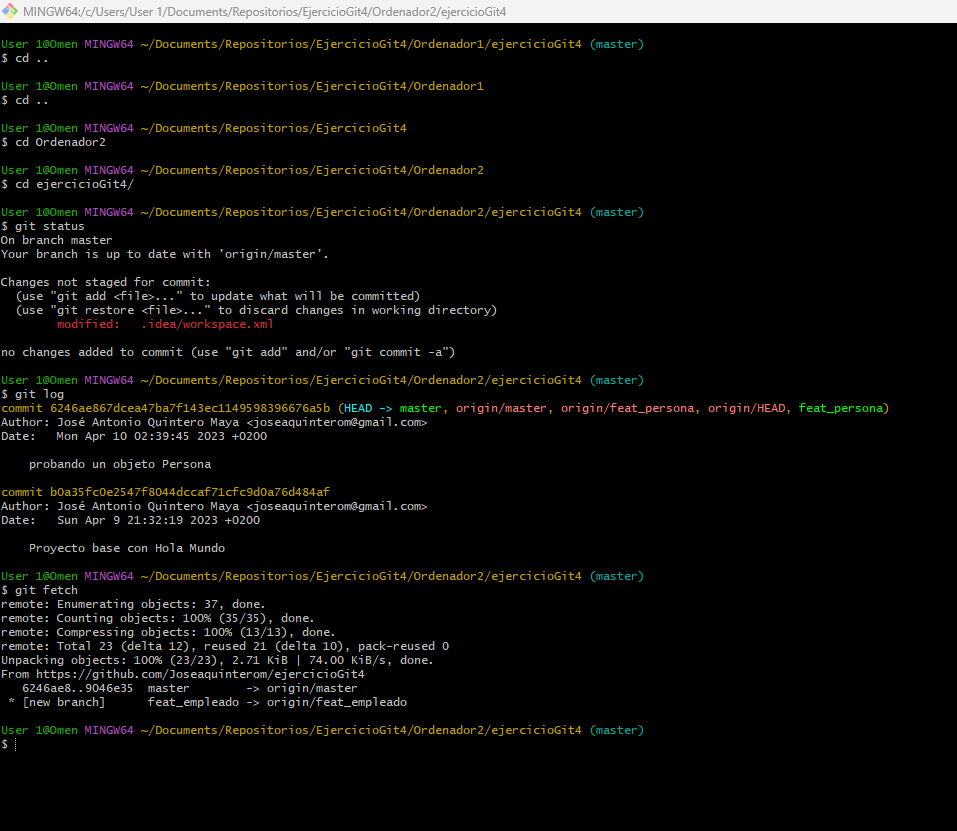 MINGW64:/c/Users/User 1/Documents/Repositorios/EjercicioGit4/Ordenador2/ejercicioGit4
User 1@Omen MINGW64 ~/Documents/Repositorios/EjercicioGit4/Ordenador1/ejercicioGit4 (master)
$ cd ..
User 1@Omen MINGW64 ~/Documents/Repositorios/EjercicioGit4/Ordenador1
$ cd ..
User 1@Omen MINGW64 ~/Documents/Repositorios/EjercicioGit4
$ cd Ordenador2
User 1@Omen MINGW64 ~/Documents/Repositorios/EjercicioGit4/Ordenador2
$ cd ejercicioGit4/
User 1@Omen MINGW64 ~/Documents/Repositorios/EjercicioGit4/Ordenador2/ejercicioGit4 (master)
$ git status
On branch master
Your branch is up to date with 'origin/master'.
Changes not staged for commit:
  (use "git add <file>..." to update what will be committed)
  (use "git restore <file>..." to discard changes in working directory)
        modified:   .idea/workspace.xml
no changes added to commit (use "git add" and/or "git commit -a")
User 1@Omen MINGW64 ~/Documents/Repositorios/EjercicioGit4/Ordenador2/ejercicioGit4 (master)
$ git log
commit 6246ae867dcea47ba7f143ec1149598396676a5b (HEAD -> master, origin/master, origin/feat_persona, origin/HEAD, feat_persona)
Author: José Antonio Quintero Maya <joseaquinterom@gmail.com>
Date:   Mon Apr 10 02:39:45 2023 +0200
    probando un objeto Persona
commit b0a35fc0e2547f8044dccaf71cfc9d0a76d484af
Author: José Antonio Quintero Maya <joseaquinterom@gmail.com>
Date:   Sun Apr 9 21:32:19 2023 +0200
    Proyecto base con Hola Mundo
User 1@Omen MINGW64 ~/Documents/Repositorios/EjercicioGit4/Ordenador2/ejercicioGit4 (master)
$ git fetch
remote: Enumerating objects: 37, done.
remote: Counting objects: 100% (35/35), done.
remote: Compressing objects: 100% (13/13), done.
remote: Total 23 (delta 12), reused 21 (delta 10), pack-reused 0
Unpacking objects: 100% (23/23), 2.71 KiB | 74.00 KiB/s, done.
From https://github.com/Joseaquinterom/ejercicioGit4
   6246ae8..9046e35  master        -> origin/master
 * [new branch]      feat_empleado -> origin/feat_empleado
User 1@Omen MINGW64 ~/Documents/Repositorios/EjercicioGit4/Ordenador2/ejercicioGit4 (master)
$